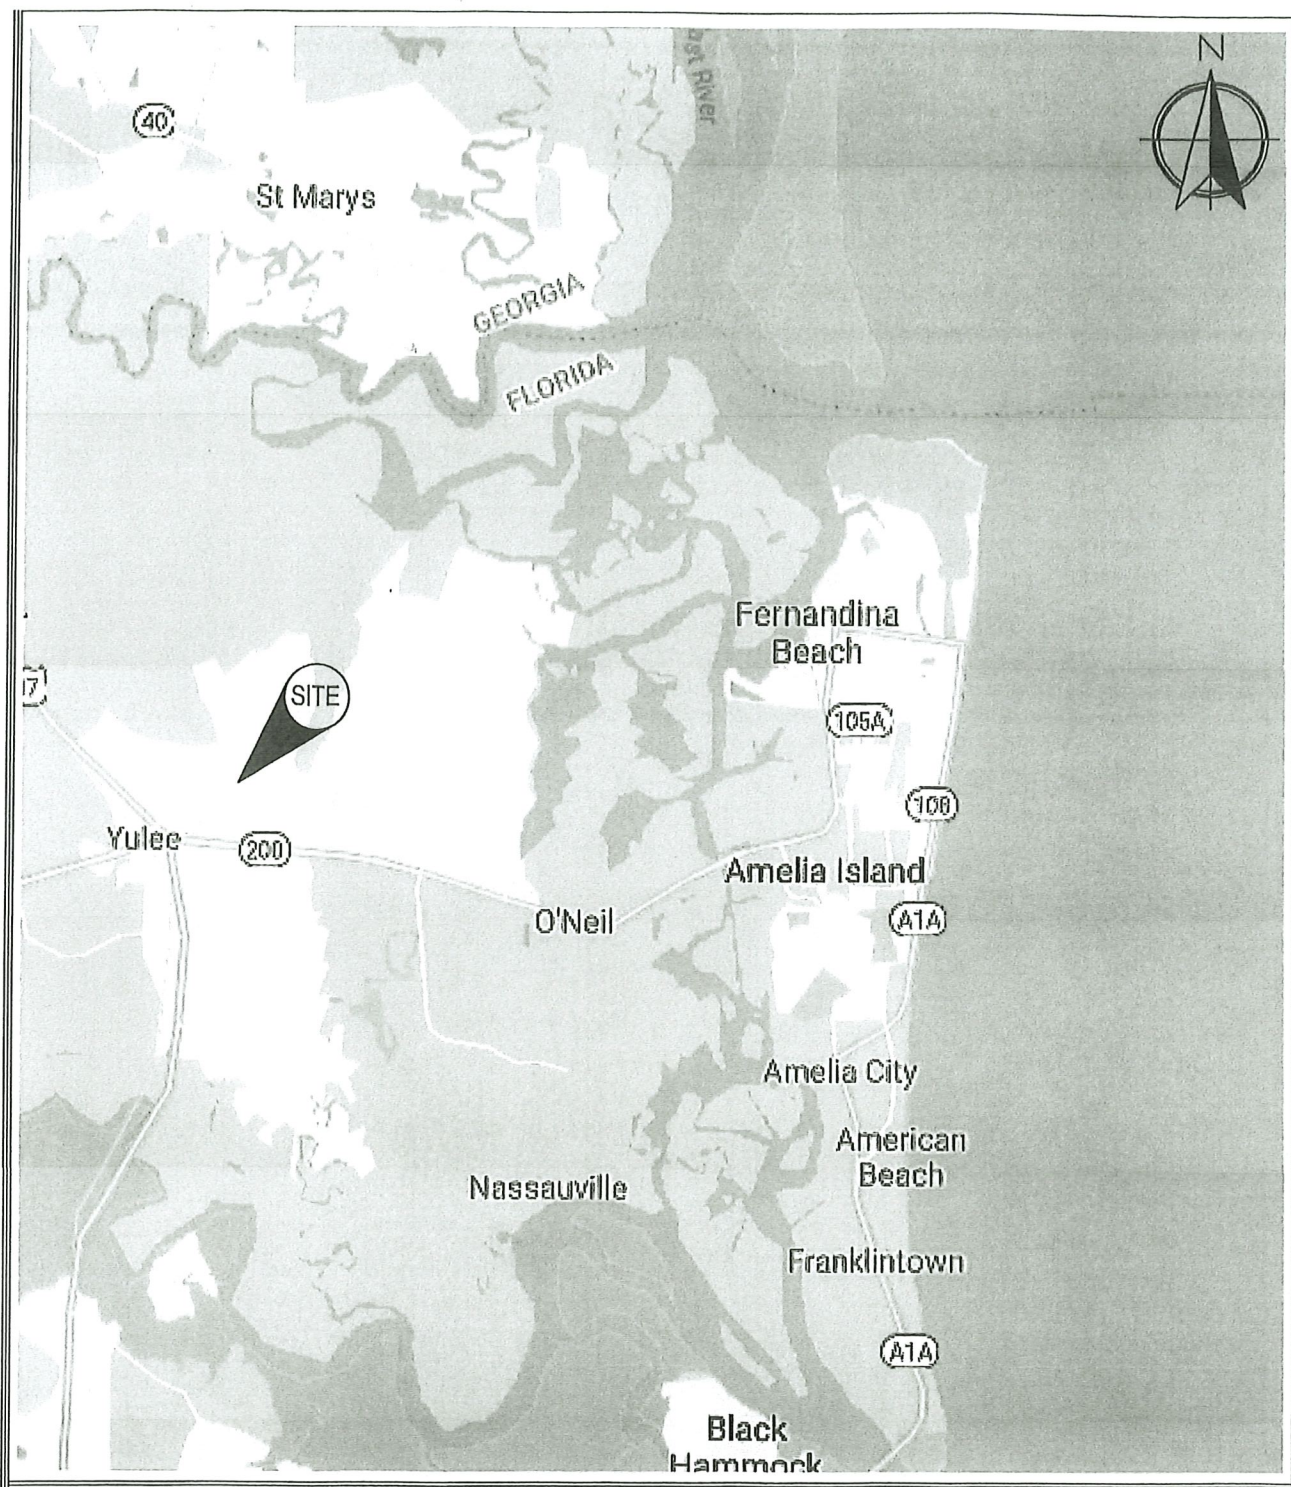 N
40
St Marys
GEORGIA
FLORIDA
Fernandina
Beach
17
SITE
105A
108
Yulee
200
Amelia Island
O'Neil
A1A
Amelia City
American
Beach
Nassauville
Franklintown
A1A
Black
Hammock